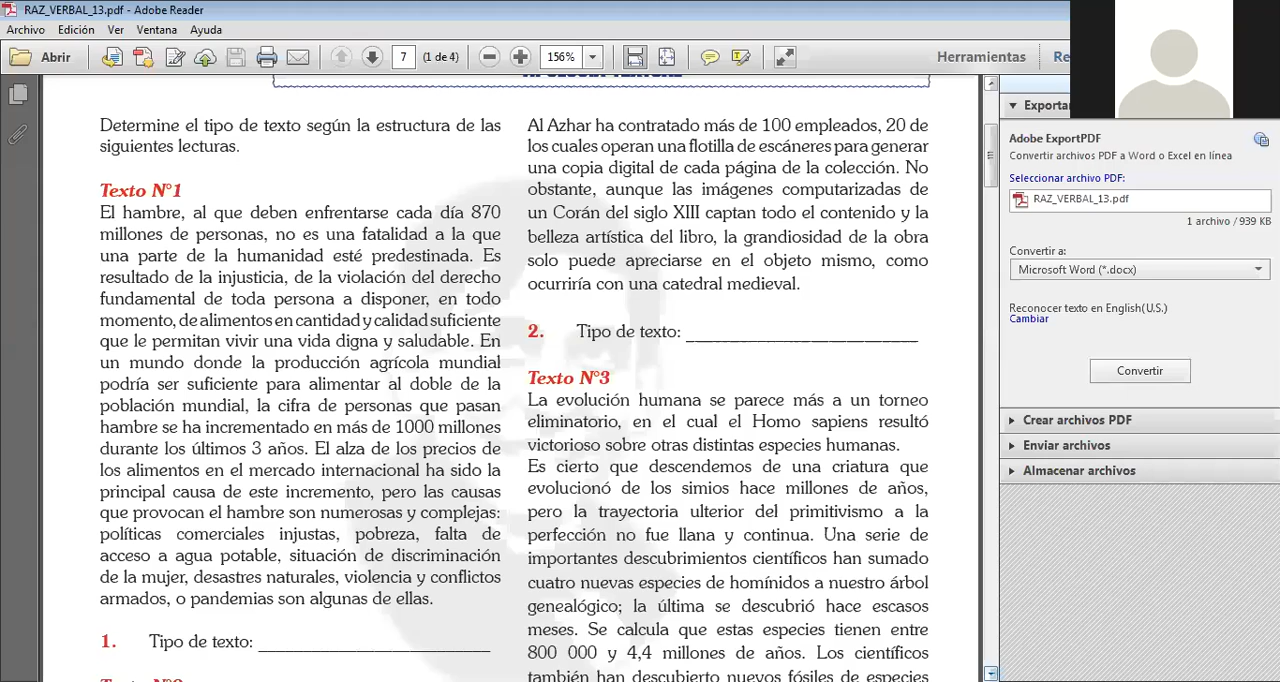 RAZ_VERBAL_13.pdf - Adobe Reader
Archivo Edición Ver Ventana Ayuda
Abrir
7
(1 de 4)
156%
Herramientas
Determine el tipo de texto según la estructura de las
siguientes lecturas.
Texto N°1
El hambre, al que deben enfrentarse cada día 870
millones de personas, no es una fatalidad a la que
una parte de la humanidad esté predestinada. Es
resultado de la injusticia, de la violación del derecho
fundamental de toda persona a disponer, en todo
momento, de alimentos en cantidad y calidad suficiente
que le permitan vivir una vida digna y saludable. En
un mundo donde la producción agrícola mundial
podría ser suficiente para alimentar al doble de la
población mundial, la cifra de personas que pasan
hambre se ha incrementado en más de 1000 millones
durante los últimos 3 años. El alza de los precios de
los alimentos en el mercado internacional ha sido la
principal causa de este incremento, pero las causas
que provocan el hambre son numerosas y complejas:
políticas comerciales injustas, pobreza, falta de
acceso a agua potable, situación de discriminación
de la mujer, desastres naturales, violencia y conflictos
armados, o pandemias son algunas de ellas.
1. Tipo de texto:
Al Azhar ha contratado más de 100 empleados, 20 de
los cuales operan una flotilla de escáneres para generar
una copia digital de cada página de la colección. No
obstante, aunque las imágenes computarizadas de
un Corán del siglo XIII captan todo el contenido y la
belleza artística del libro, la grandiosidad de la obra
solo puede apreciarse en el objeto mismo, como
ocurriría con una catedral medieval.
2. Tipo de texto:
Texto N°3
La evolución humana se parece más a un torneo
eliminatorio, en el cual el Homo sapiens resultó
victorioso sobre otras distintas especies humanas.
Es cierto que descendemos de una criatura que
evolucionó de los simios hace millones de años,
pero la trayectoria ulterior del primitivismo a la
perfección no fue llana y continua. Una serie de
importantes descubrimientos científicos han sumado
cuatro nuevas especies de homínidos a nuestro árbol
genealógico; la última se descubrió hace escasos
meses. Se calcula que estas especies tienen entre
800 000 y 4,4 millones de años. Los científicos
también han descubierto nuevos fósiles de especies
Adobe ExportPDF
Convertir archivos PDF a Word o Excel en línea
Seleccionar archivo PDF:
RAZ_VERBAL_13.pdf
1 archivo / 939 KB
Convertir a:
Microsoft Word (*.docx)
Reconocer texto en English(U.S.)
Cambiar
Convertir
Crear archivos PDF
Enviar archivos
Almacenar archivos